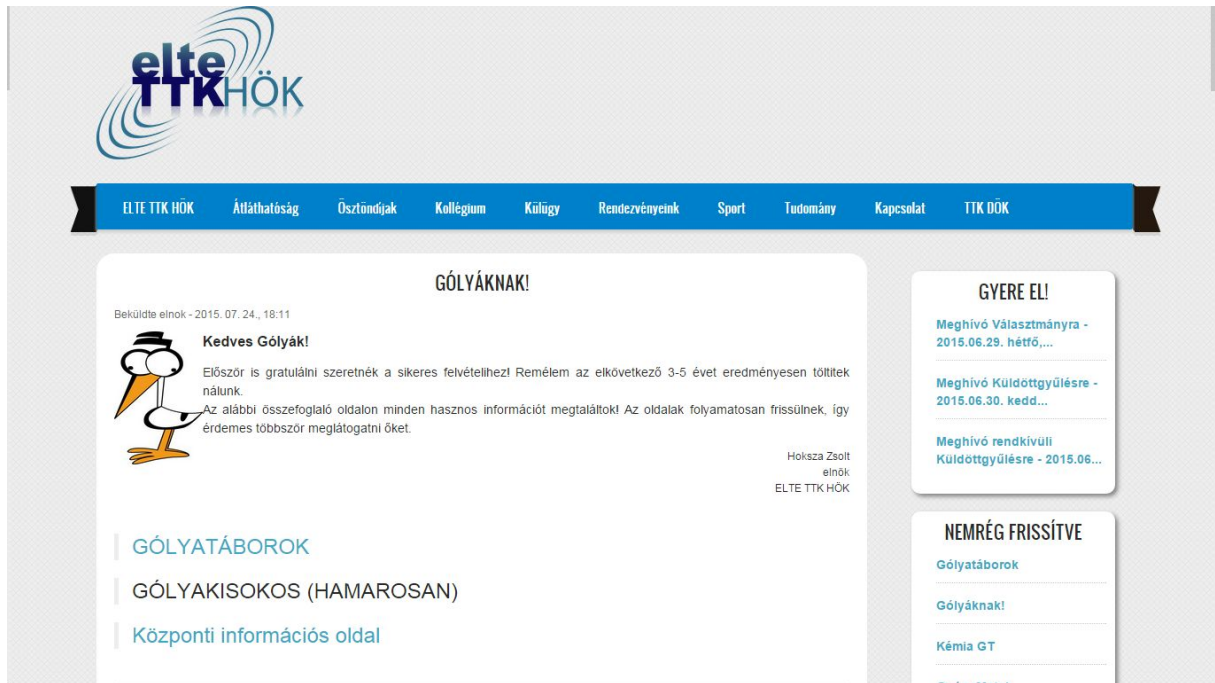 elte
TTKHÖK
ELTE TTK HÖK Átláthatóság Ösztöndíjak Kollégium Külügy Rendezvényeink Sport Tudomány Kapcsolat TTK DÖK
GÓLYÁKNAK!
Beküldte elnok - 2015. 07. 24., 18:11
Kedves Gólyák!
Először is gratulálni szeretnék a sikeres felvételihez! Remélem az elkövetkező 3-5 évet eredményesen töltitek
nálunk.
Az alábbi összefoglaló oldalon minden hasznos információt megtaláltok! Az oldalak folyamatosan frissülnek, így
érdemes többször meglátogatni őket.
Hoksza Zsolt
elnök
ELTE TTK HÖK
GÓLYATÁBOROK
GÓLYAKISOKOS (HAMAROSAN)
Központi információs oldal
GYERE EL!
Meghívó Választmányra -
2015.06.29. hétfő,...
Meghívó Küldöttgyűlésre -
2015.06.30. kedd...
Meghívó rendkívüli
Küldöttgyűlésre - 2015.06...
NEMRÉG FRISSÍTVE
Gólyatáborok
Gólyáknak!
Kémia GT